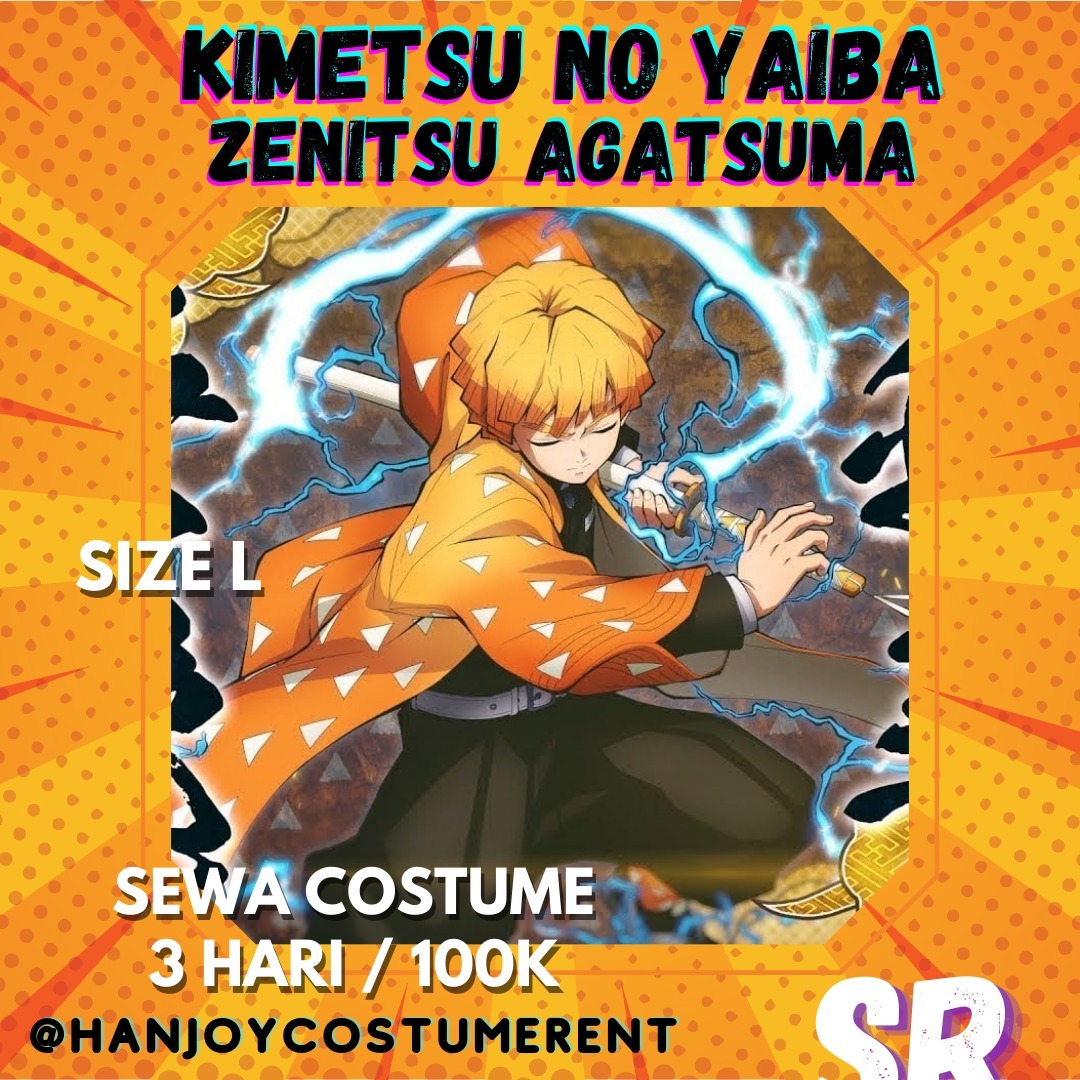 KIMETSU NO YAIBA
ZENITSU AGATSUMA
SIZE L
SEWA COSTUME
3 HARI / 100K
@HANJOYCOSTUMERENT
SR